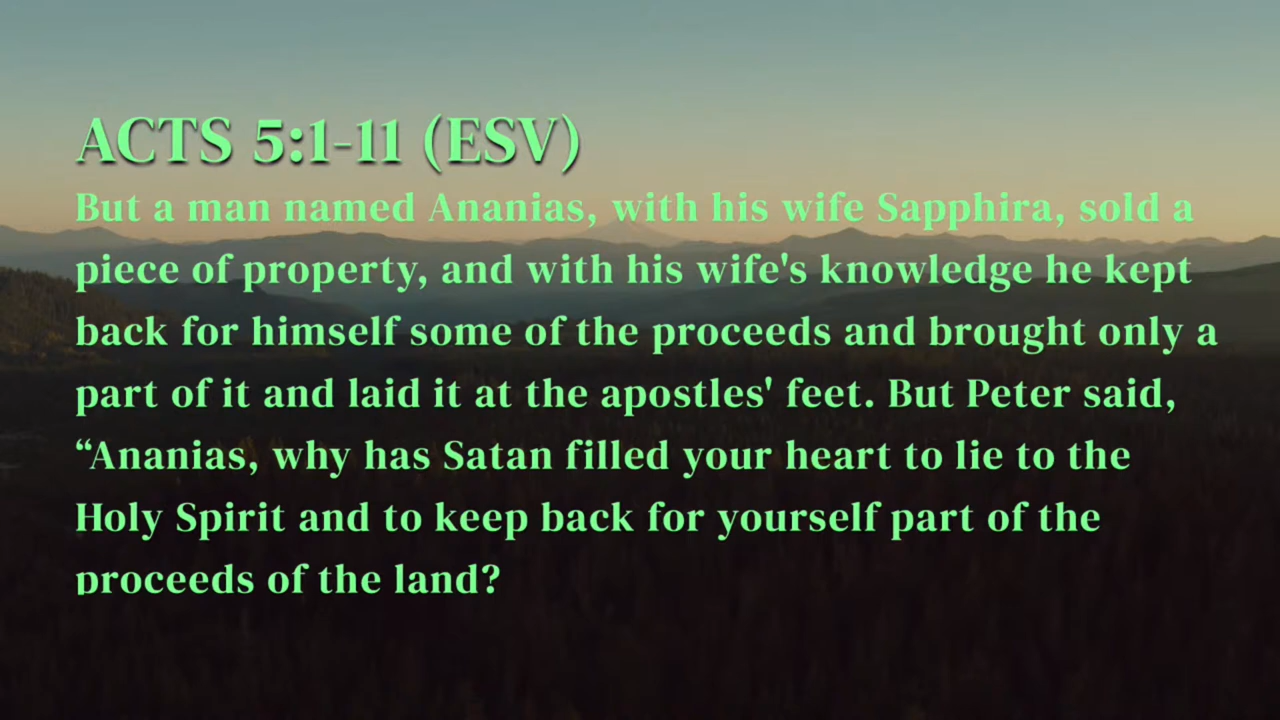 ACTS 5:1-11 (ESV)
But a man named Ananias, with his wife Sapphira, sold a
piece of property, and with his wife's knowledge he kept
back for himself some of the proceeds and brought only a
part of it and laid it at the apostles' feet. But Peter said,
“Ananias, why has Satan filled your heart to lie to the
Holy Spirit and to keep back for yourself part of the
proceeds of the land?